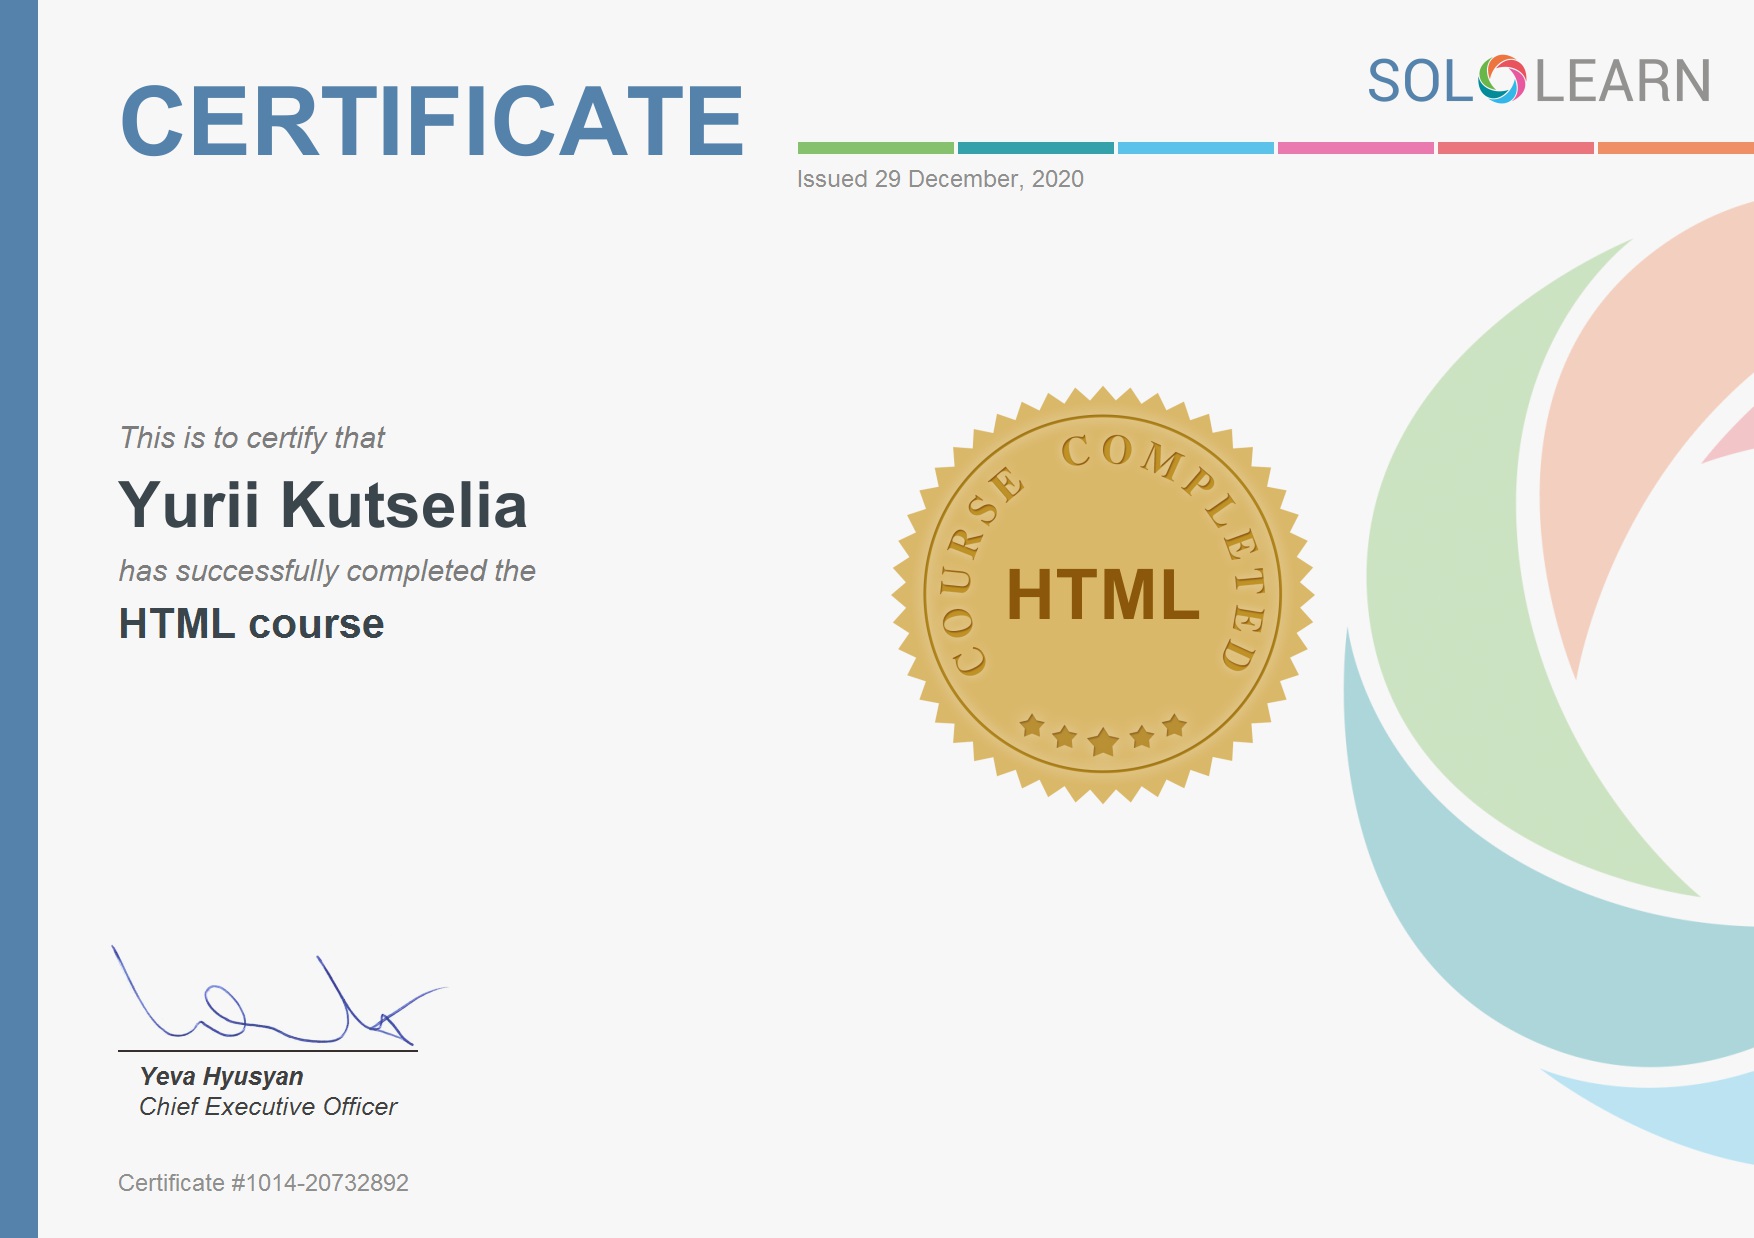 CERTIFICATE
SOLOLEARN
Issued 29 December, 2020
This is to certify that
Yurii Kutselia
has successfully completed the
HTML course
COURSE COMPLETED
HTML
Yeva Hyusyan
Chief Executive Officer
Certificate #1014-20732892